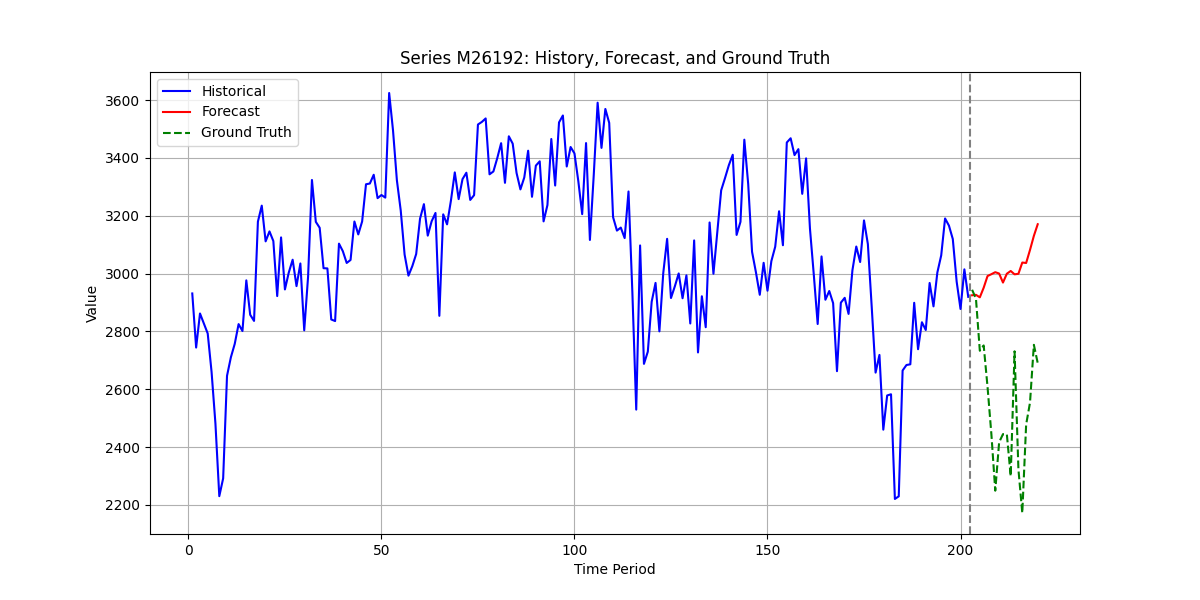 Series M26192: History, Forecast, and Ground Truth
Historical
Forecast
Ground Truth
Value
3600
3400
3200
3000
2800
2600
2400
2200
0 50 100 150 200
Time Period